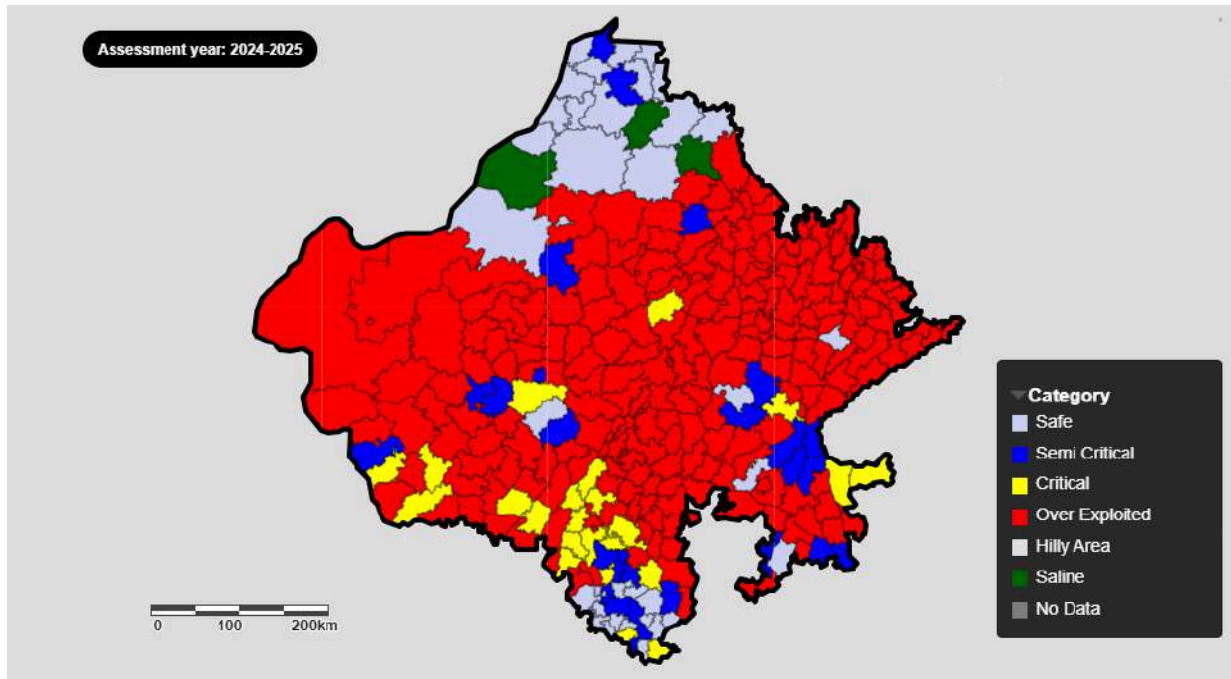 Assessment year: 2024-2025
Category
Safe
Semi Critical
Critical
Over Exploited
Hilly Area
Saline
No Data
0 100 200km